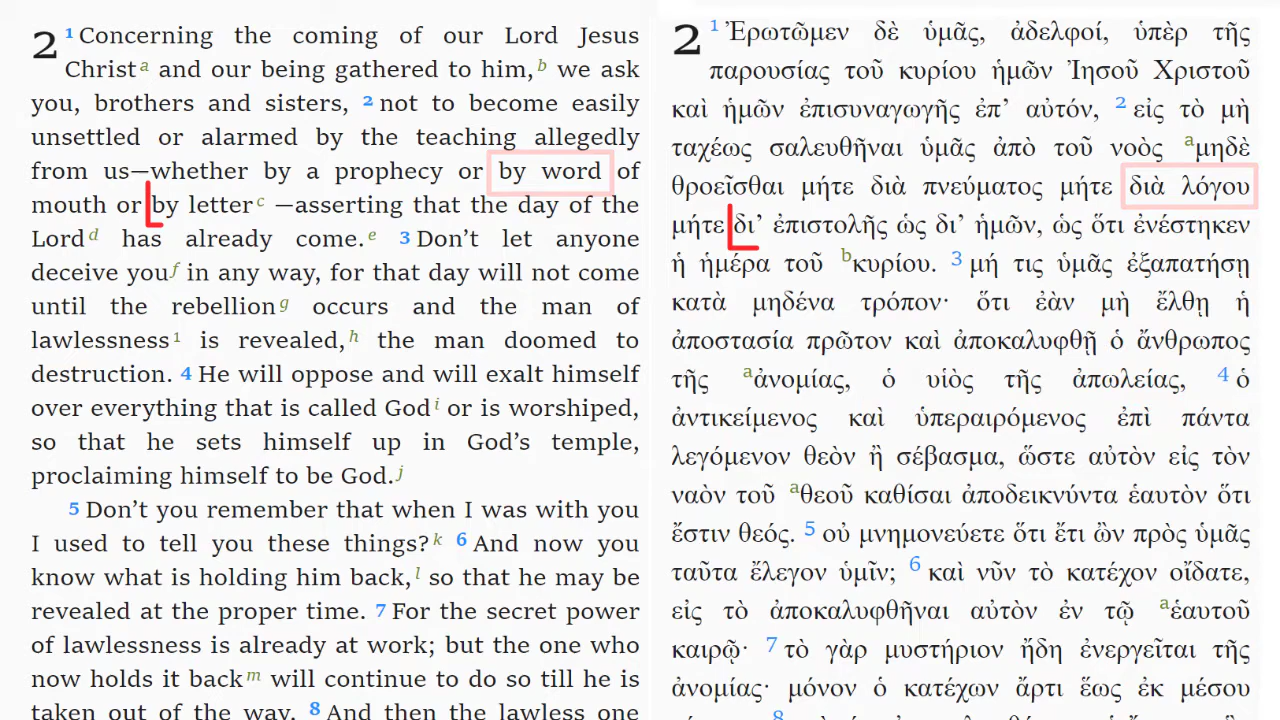 2 1 Concerning the coming of our Lord Jesus
Christ a and our being gathered to him, b we ask
you, brothers and sisters, 2 not to become easily
unsettled or alarmed by the teaching allegedly
from us—whether by a prophecy or by word of
mouth or by letter c —asserting that the day of the
Lord d has already come. e 3 Don't let anyone
deceive you f in any way, for that day will not come
until the rebellion g occurs and the man of
lawlessness 1 is revealed, h the man doomed to
destruction. 4 He will oppose and will exalt himself
over everything that is called God i or is worshiped,
so that he sets himself up in God's temple,
proclaiming himself to be God. j
5 Don't you remember that when I was with you
I used to tell you these things? k 6 And now you
know what is holding him back, l so that he may be
revealed at the proper time. 7 For the secret power
of lawlessness is already at work; but the one who
now holds it back m will continue to do so till he is
taken out of the way. 8 And then the lawless one
2 1 Ἐρωτῶμεν δὲ ὑμᾶς, ἀδελφοί, ὑπὲρ τῆς
παρουσίας τοῦ κυρίου ἡμῶν Ἰησοῦ Χριστοῦ
καὶ ἡμῶν ἐπισυναγωγῆς ἐπ' αὐτόν, 2 εἰς τὸ μὴ
ταχέως σαλευθῆναι ὑμᾶς ἀπὸ τοῦ νοὸς a μηδὲ
θροεῖσθαι μήτε διὰ πνεύματος μήτε διὰ λόγου
μήτε δι' ἐπιστολῆς ὡς δι' ἡμῶν, ὡς ὅτι ἐνέστηκεν
ἡ ἡμέρα τοῦ b κυρίου. 3 μή τις ὑμᾶς ἐξαπατήσῃ
κατὰ μηδένα τρόπον· ὅτι ἐὰν μὴ ἔλθῃ ἡ
ἀποστασία πρῶτον καὶ ἀποκαλυφθῇ ὁ ἄνθρωπος
τῆς a ἀνομίας, ὁ υἱὸς τῆς ἀπωλείας, 4 ὁ
ἀντικείμενος καὶ ὑπεραιρόμενος ἐπὶ πάντα
λεγόμενον θεὸν ἢ σέβασμα, ὥστε αὐτὸν εἰς τὸν
ναὸν τοῦ a θεοῦ καθίσαι ἀποδεικνύντα ἑαυτὸν ὅτι
ἔστιν θεός. 5 οὐ μνημονεύετε ὅτι ἔτι ὢν πρὸς ὑμᾶς
ταῦτα ἔλεγον ὑμῖν; 6 καὶ νῦν τὸ κατέχον οἴδατε,
εἰς τὸ ἀποκαλυφθῆναι αὐτὸν ἐν τῷ a ἑαυτοῦ
καιρῷ· 7 τὸ γὰρ μυστήριον ἤδη ἐνεργεῖται τῆς
ἀνομίας· μόνον ὁ κατέχων ἄρτι ἕως ἐκ μέσου
8